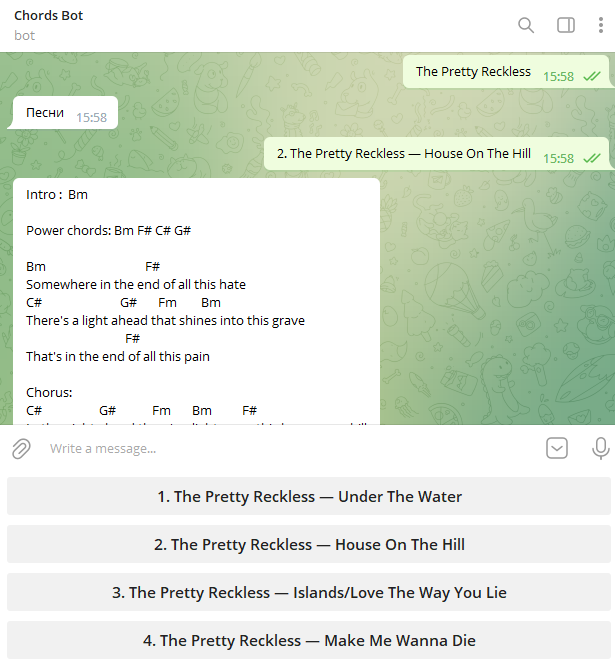 Chords Bot
bot
The Pretty Reckless 15:58
Песни 15:58
2. The Pretty Reckless — House On The Hill 15:58
Intro : Bm
Power chords: Bm F# C# G#
Bm F#
Somewhere in the end of all this hate
C# G# Fm Bm
There's a light ahead that shines into this grave
F#
That's in the end of all this pain
Chorus:
C# G# Fm Bm F#
Write a message...
1. The Pretty Reckless — Under The Water
2. The Pretty Reckless — House On The Hill
3. The Pretty Reckless — Islands/Love The Way You Lie
4. The Pretty Reckless — Make Me Wanna Die